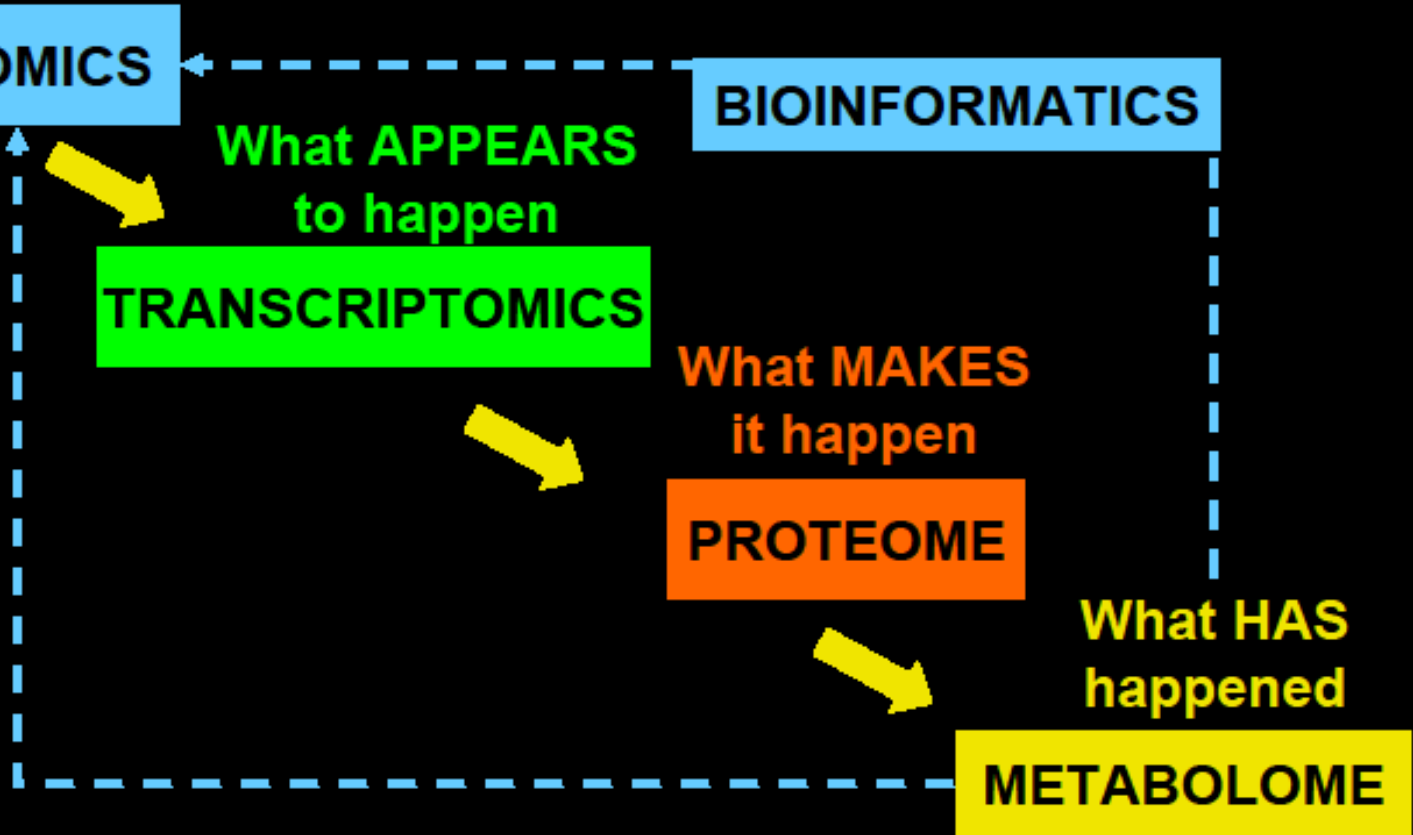 OMICS
BIOINFORMATICS
What APPEARS
to happen
TRANSCRIPTOMICS
What MAKES
it happen
PROTEOME
What HAS
happened
METABOLOME